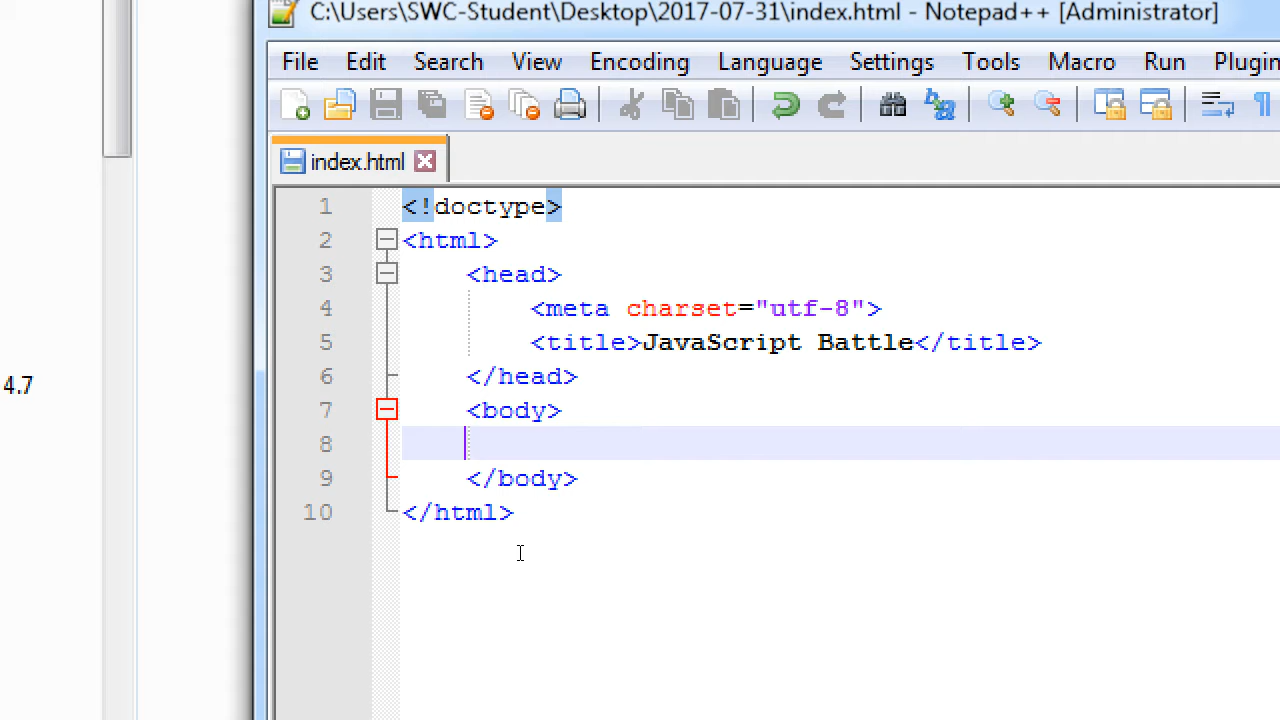 C:\Users\SWC-Student\Desktop\2017-07-31\index.html - Notepad++ [Administrator]
File Edit Search View Encoding Language Settings Tools Macro Run Plugin
index.html
1 <!doctype>
2 <html>
3 <head>
4 <meta charset="utf-8">
5 <title>JavaScript Battle</title>
6 </head>
4.7
7 <body>
8
9 </body>
10 </html>